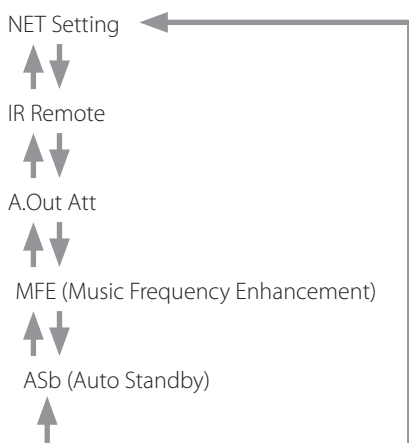 NET Setting
IR Remote
A.Out Att
MFE (Music Frequency Enhancement)
ASb (Auto Standby)